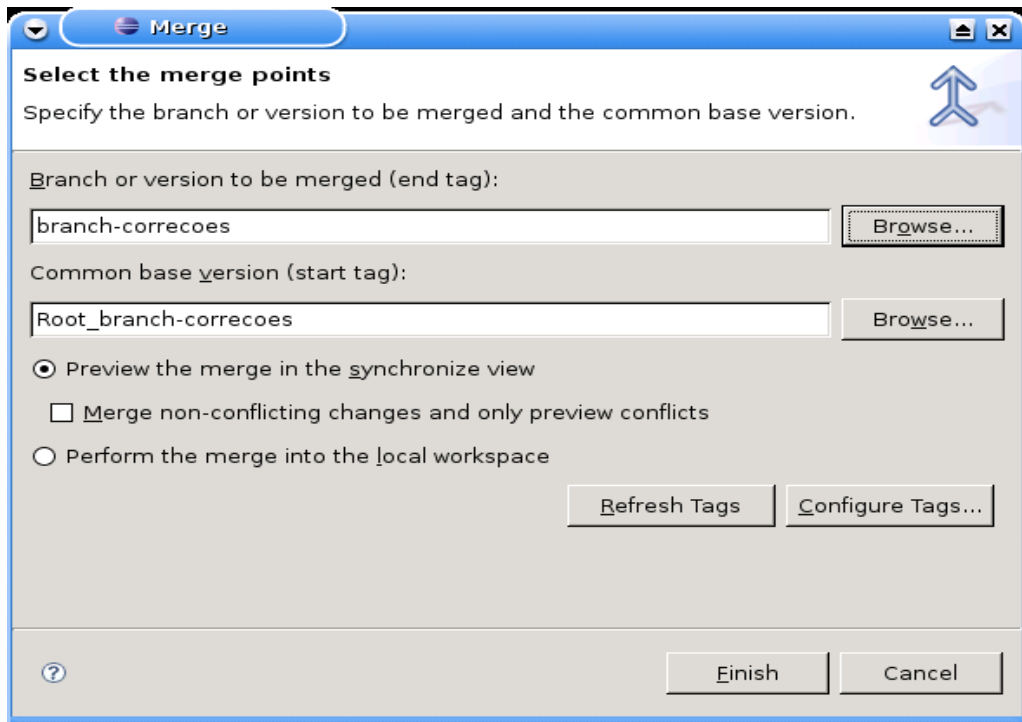 Merge
Select the merge points
Specify the branch or version to be merged and the common base version.
Branch or version to be merged (end tag):
branch-correcoes
Browse...
Common base version (start tag):
Root_branch-correcoes
Browse...
Preview the merge in the synchronize view
Merge non-conflicting changes and only preview conflicts
Perform the merge into the local workspace
Refresh Tags
Configure Tags...
?
Finish
Cancel